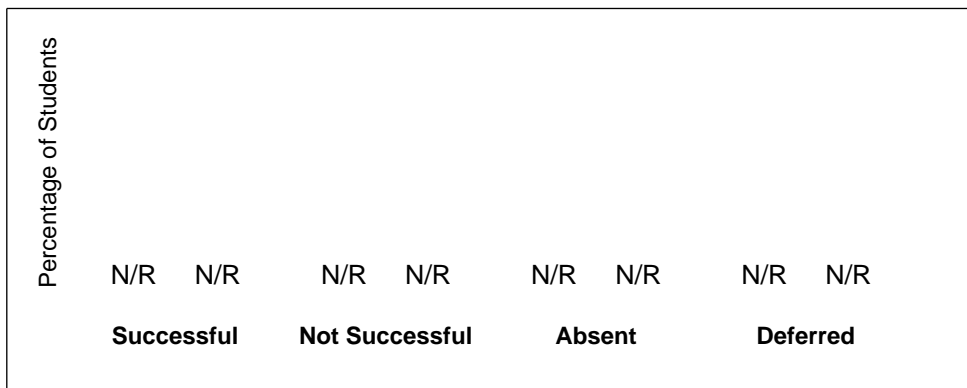 Percentage of Students
N/R N/R N/R N/R N/R N/R N/R N/R
Successful Not Successful Absent Deferred